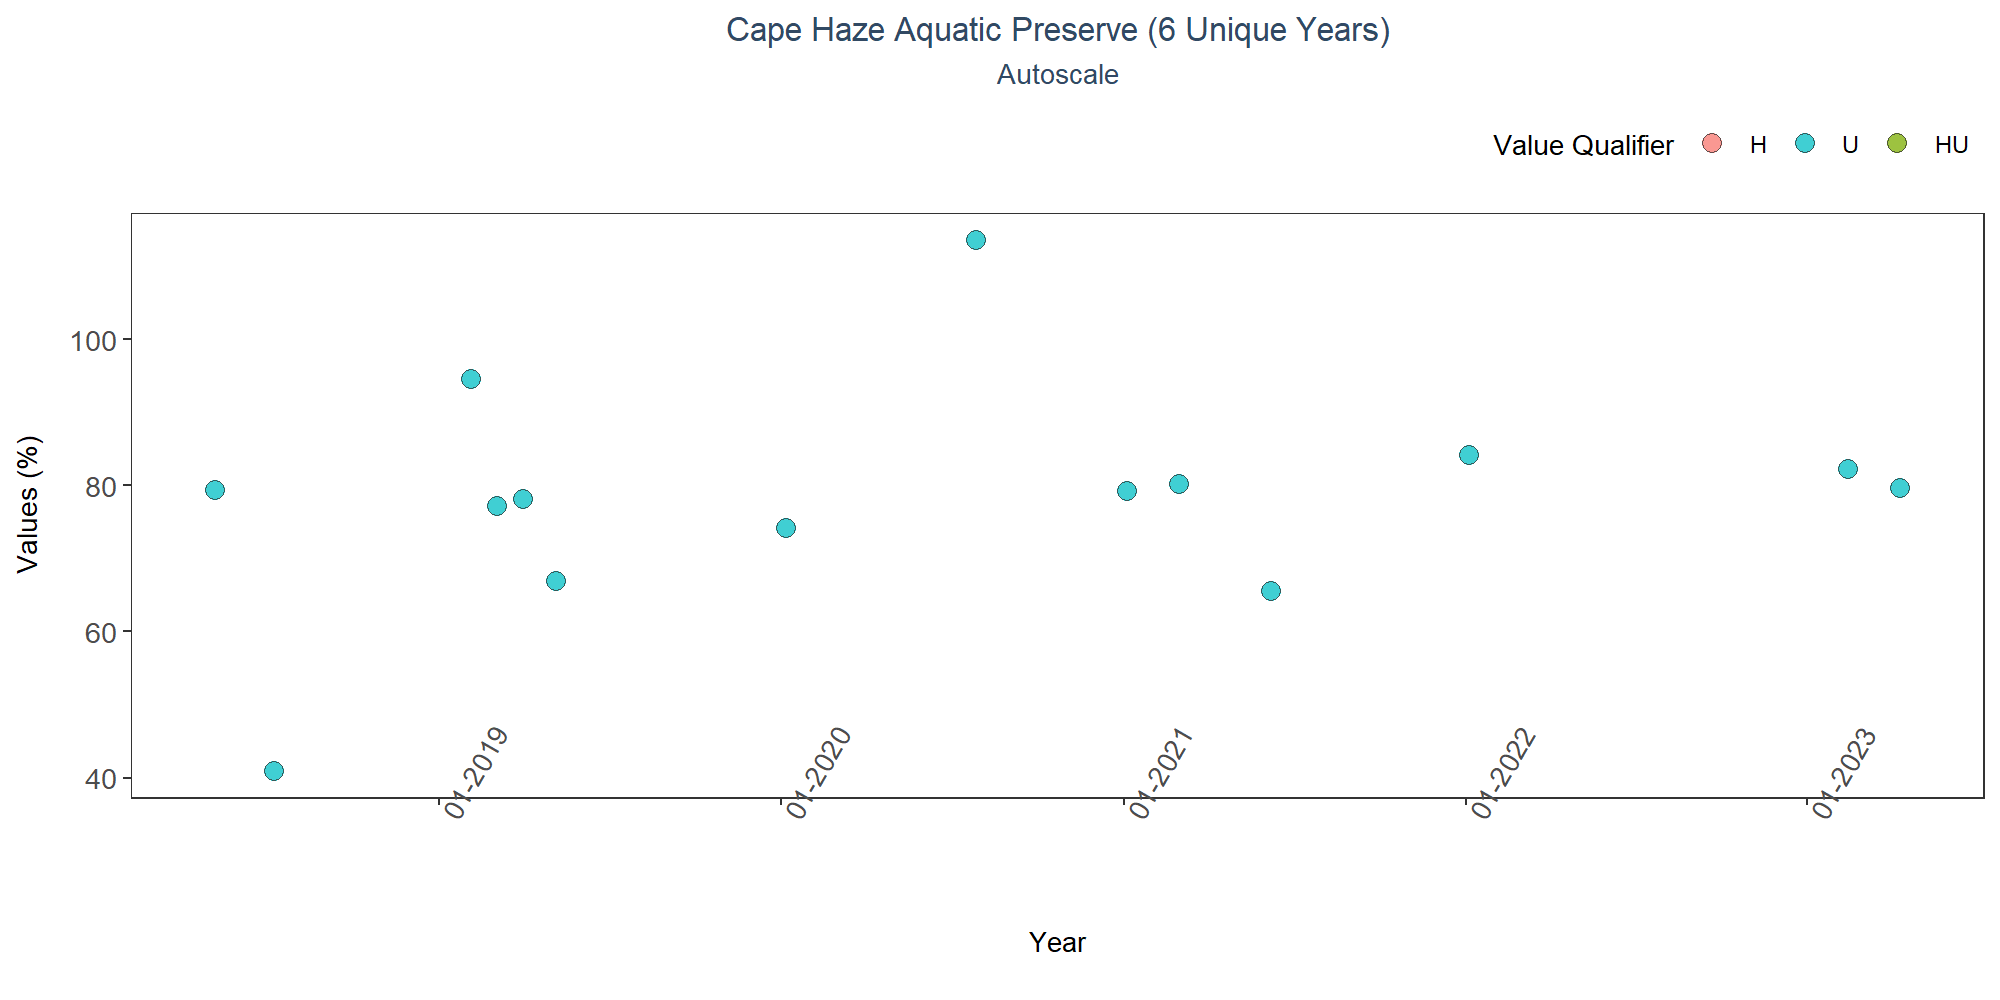 Cape Haze Aquatic Preserve (6 Unique Years)
Autoscale
Value Qualifier H U HU
Values (%)
100
80
60
40
01-2019 01-2020 01-2021 01-2022 01-2023
Year